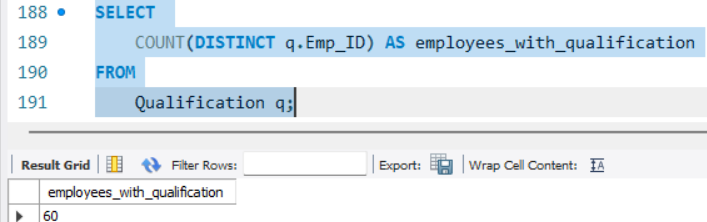 188 SELECT
189 COUNT(DISTINCT q.Emp_ID) AS employees_with_qualification
190 FROM
191 Qualification q;
Result Grid Filter Rows: Export: Wrap Cell Content: IA
employees_with_qualification
60